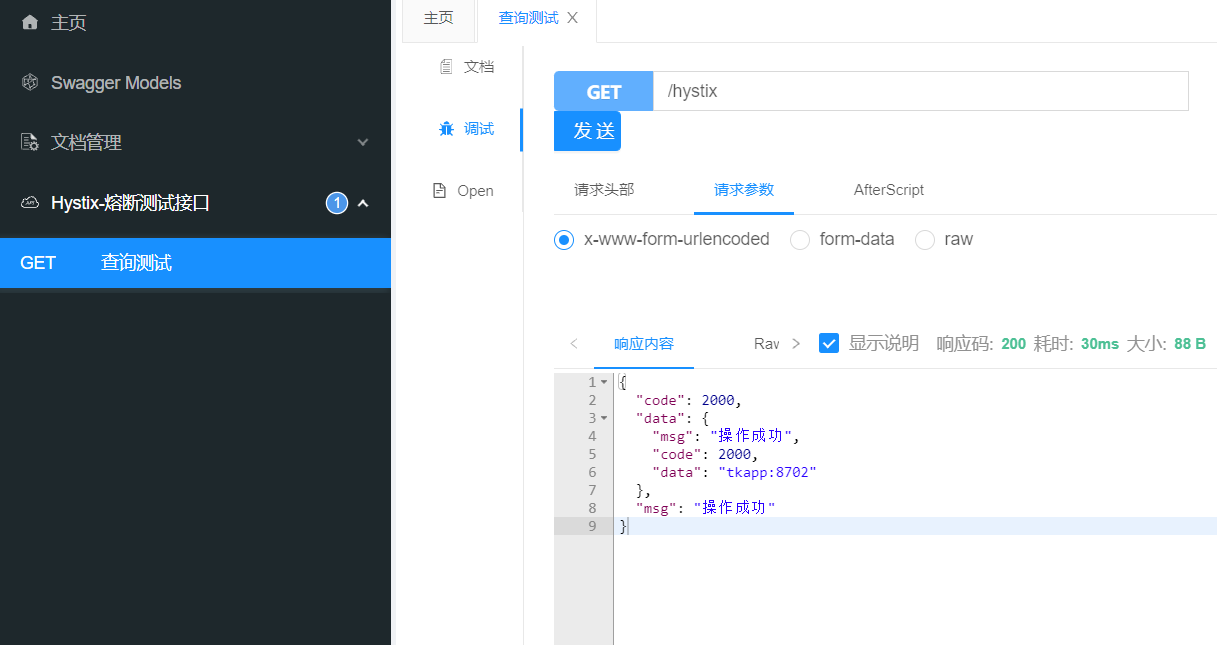 主页
Swagger Models
文档管理
Hystix-熔断测试接口 1
GET 查询测试
主页 查询测试 X
文档
调试
Open
GET /hystix
发送
请求头部 请求参数 AfterScript
x-www-form-urlencoded form-data raw
响应内容 Rav 显示说明 响应码: 200 耗时: 30ms 大小: 88 B
1 {
2 "code": 2000,
3 "data": {
4 "msg": "操作成功",
5 "code": 2000,
6 "data": "tkapp:8702"
7 },
8 "msg": "操作成功"
9 }